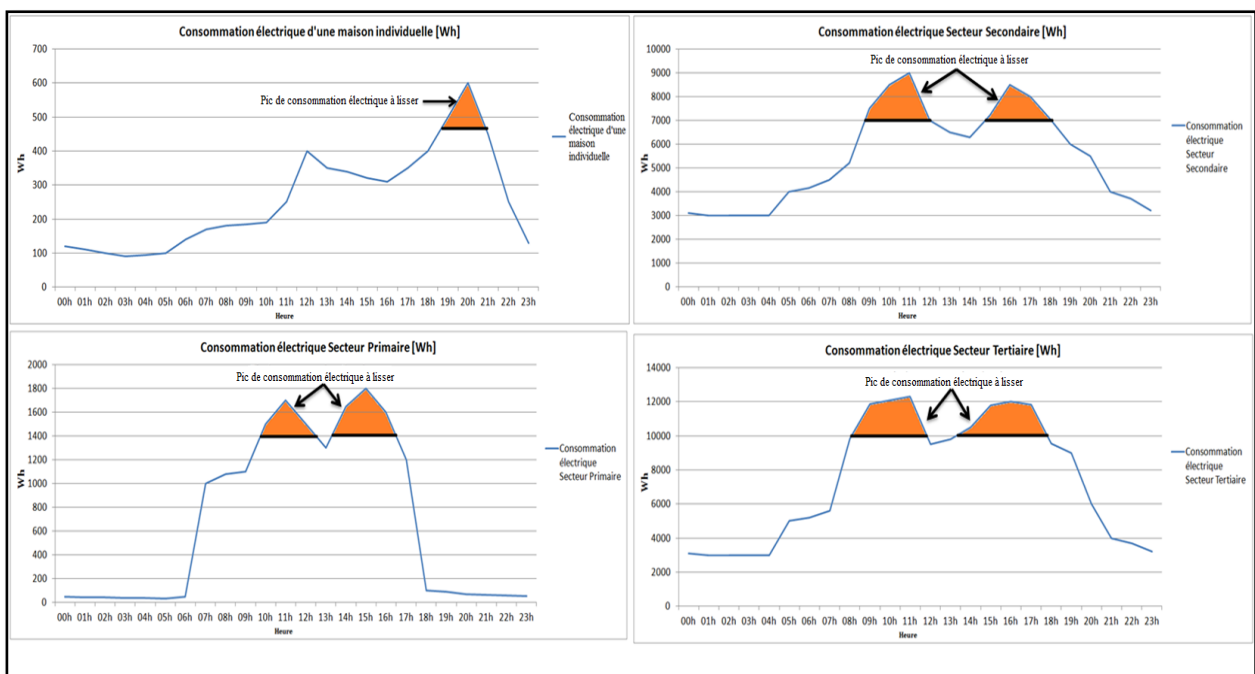 Consommation électrique d'une maison individuelle [Wh]
700
600
500
400
300
200
100
0
Wh
Pic de consommation électrique à lisser
Consommation
électrique d'une
maison
individuelle
00h 01h 02h 03h 04h 05h 06h 07h 08h 09h 10h 11h 12h 13h 14h 15h 16h 17h 18h 19h 20h 21h 22h 23h
Heure
Consommation électrique Secteur Secondaire [Wh]
10000
9000
8000
7000
6000
5000
4000
3000
2000
1000
0
Wh
Pic de consommation électrique à lisser
Consommation
électrique
Secteur
Secondaire
00h 01h 02h 03h 04h 05h 06h 07h 08h 09h 10h 11h 12h 13h 14h 15h 16h 17h 18h 19h 20h 21h 22h 23h
Heure
Consommation électrique Secteur Primaire [Wh]
2000
1800
1600
1400
1200
1000
800
600
400
200
0
Wh
Pic de consommation électrique à lisser
Consommation
électrique
Secteur Primaire
00h 01h 02h 03h 04h 05h 06h 07h 08h 09h 10h 11h 12h 13h 14h 15h 16h 17h 18h 19h 20h 21h 22h 23h
Heure
Consommation électrique Secteur Tertiaire [Wh]
14000
12000
10000
8000
6000
4000
2000
0
Wh
Pic de consommation électrique à lisser
Consommation
électrique
Secteur Tertiaire
00h 01h 02h 03h 04h 05h 06h 07h 08h 09h 10h 11h 12h 13h 14h 15h 16h 17h 18h 19h 20h 21h 22h 23h
Heure